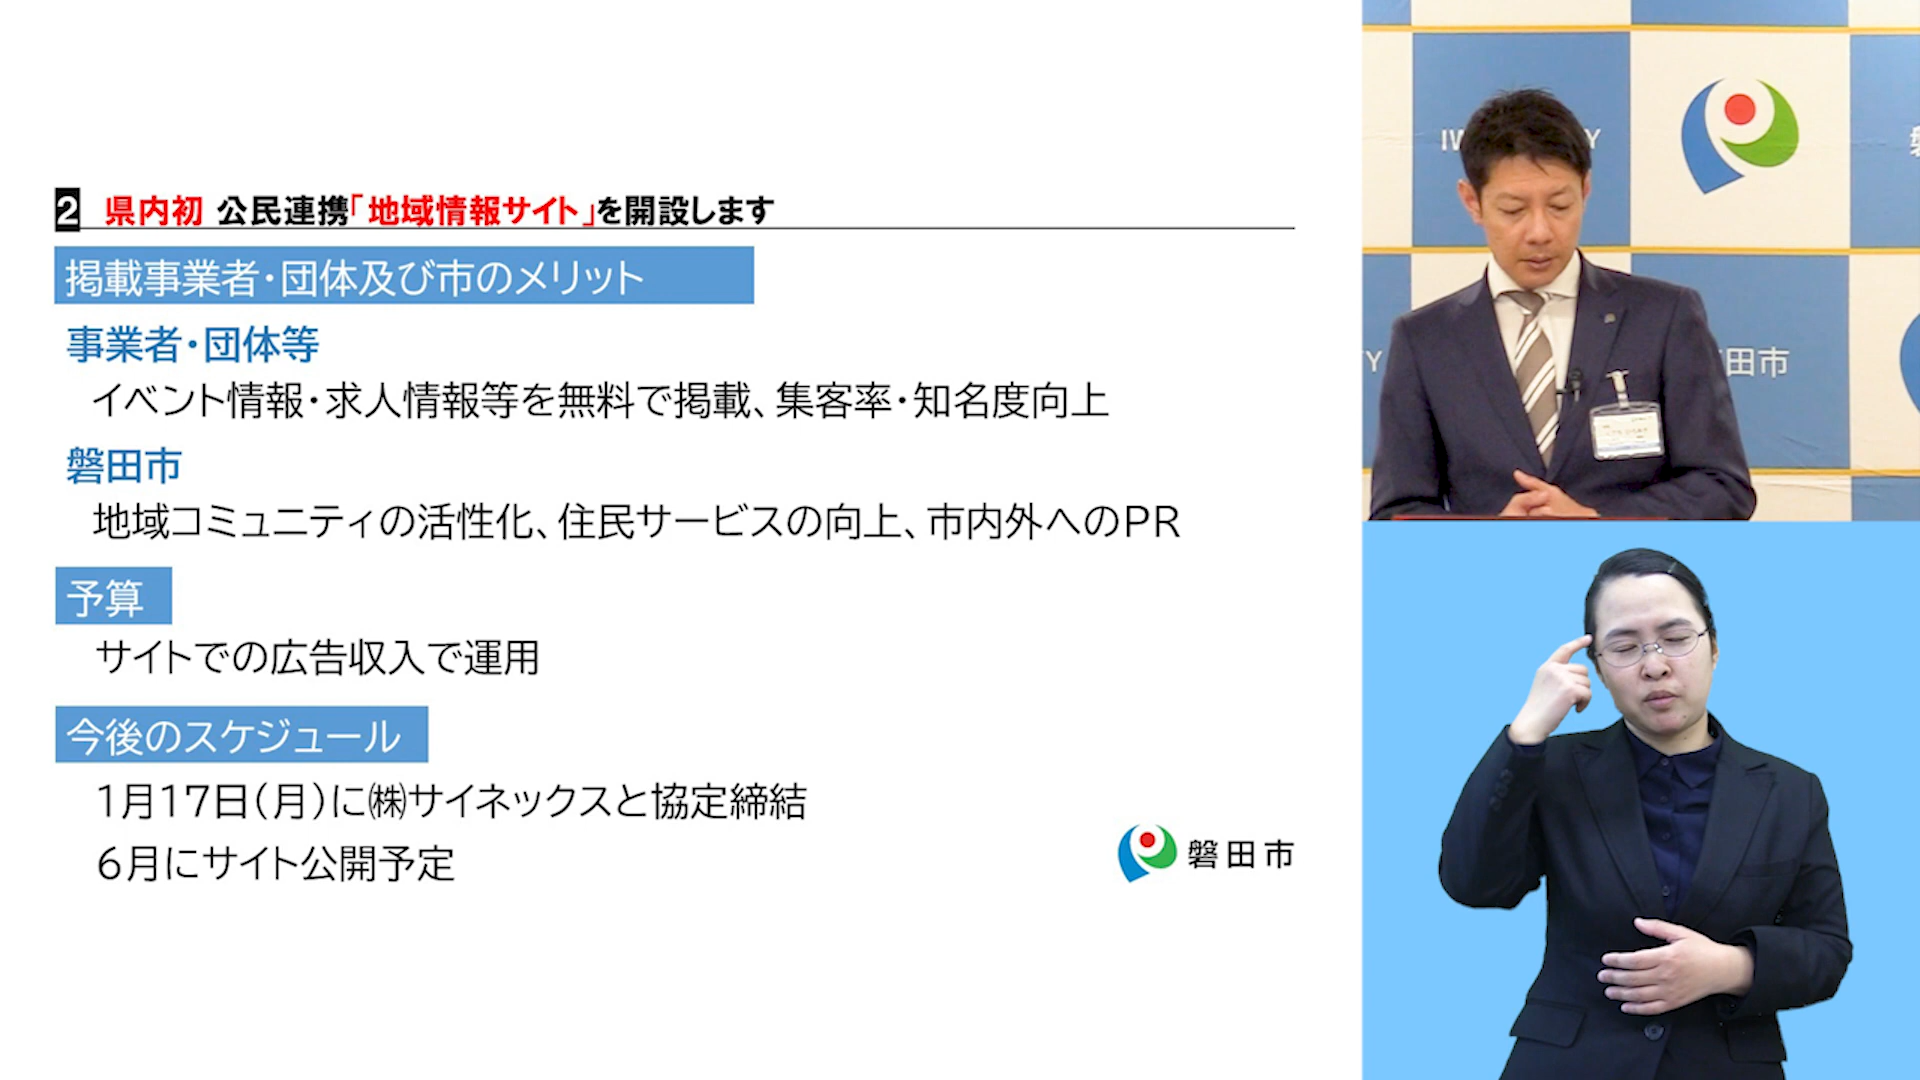 2 県内初 公民連携「地域情報サイト」を開設します
掲載事業者・団体及び市のメリット
事業者・団体等
イベント情報・求人情報等を無料で掲載、集客率・知名度向上
磐田市
地域コミュニティの活性化、住民サービスの向上、市内外へのPR
予算
サイトでの広告収入で運用
今後のスケジュール
1月17日(月)に㈱サイネックスと協定締結
6月にサイト公開予定
磐田市
IW Y
磐
TY
田市